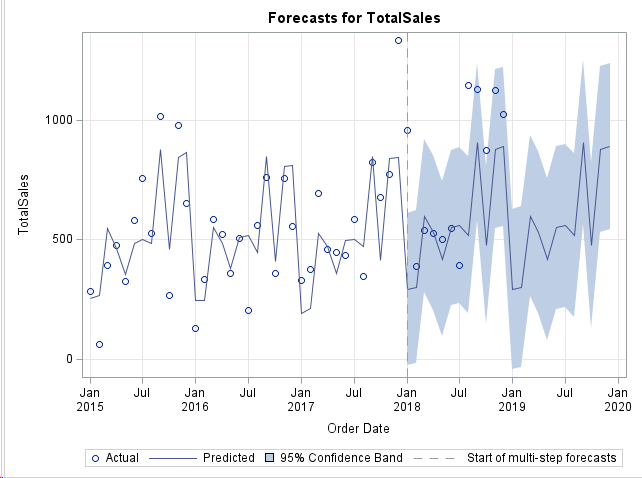 Forecasts for TotalSales
TotalSales
1000
500
0
Jan Jul Jan Jul Jan Jul Jan Jul Jan Jul Jan
2015 2016 2017 2018 2019 2020
Order Date
Actual Predicted 95% Confidence Band Start of multi-step forecasts